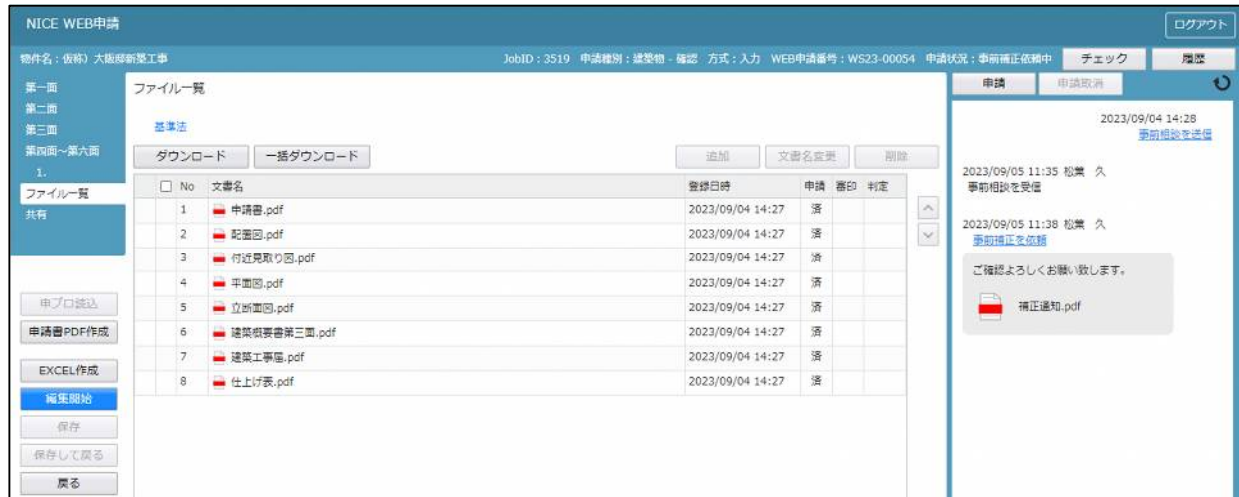 NICE WEB申請
ログアウト
物件名：仮称）大阪邸新築工事
JobID：3519 申請種別：建築物 - 確認 方式：入力 WEB申請番号：WS23-00054 申請状況：事前補正依頼中
チェック
履歴
第一面
第二面
第三面
第四面～第六面
1.
ファイル一覧
共有
申プロ読込
申請書PDF作成
EXCEL作成
編集開始
保存
保存して戻る
戻る
ファイル一覧
基準法
ダウンロード 一括ダウンロード 追加 文書名変更 削除
No 文書名 登録日時 申請 審印 判定
1 申請書.pdf 2023/09/04 14:27 済
2 配置図.pdf 2023/09/04 14:27 済
3 付近見取り図.pdf 2023/09/04 14:27 済
4 平面図.pdf 2023/09/04 14:27 済
5 立断面図.pdf 2023/09/04 14:27 済
6 建築概要書第三面.pdf 2023/09/04 14:27 済
7 建築工事届.pdf 2023/09/04 14:27 済
8 仕上げ表.pdf 2023/09/04 14:27 済
申請 申請取消
2023/09/04 14:28
事前相談を送信
2023/09/05 11:35 松葉 久
事前相談を受信
2023/09/05 11:38 松葉 久
事前補正を依頼
ご確認よろしくお願い致します。
補正通知.pdf